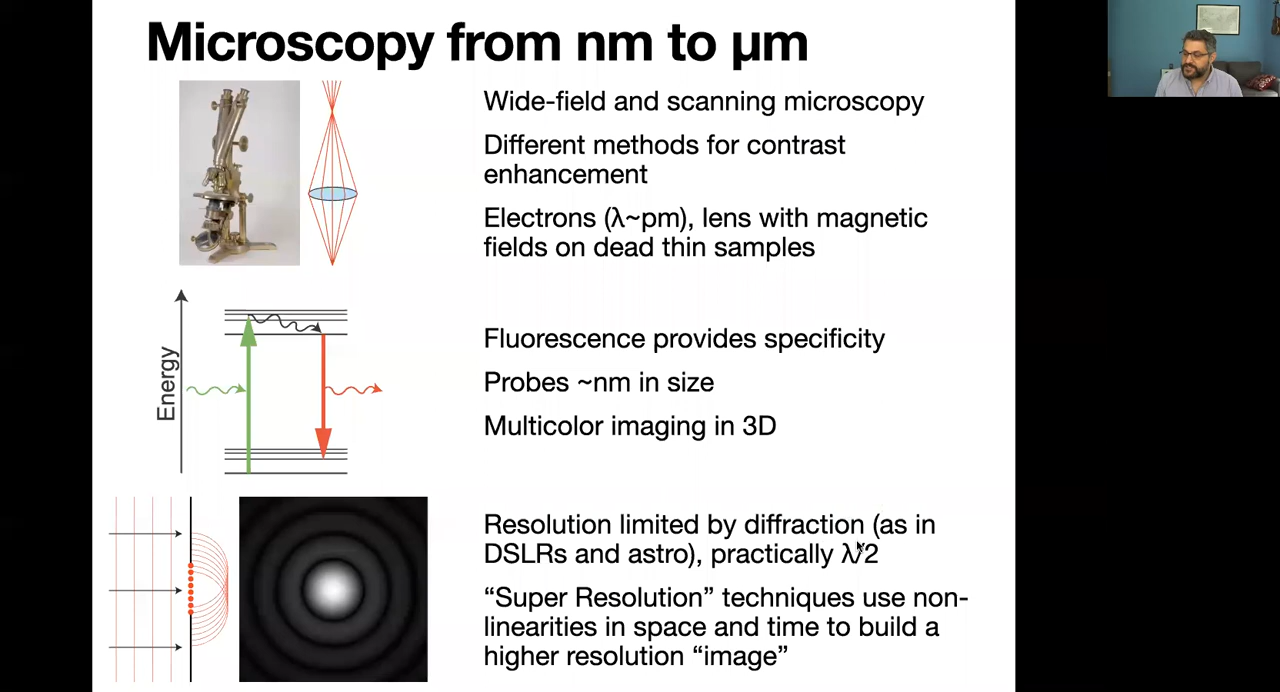 Microscopy from nm to μm
Wide-field and scanning microscopy
Different methods for contrast
enhancement
Electrons (λ~pm), lens with magnetic
fields on dead thin samples
Energy
Fluorescence provides specificity
Probes ~nm in size
Multicolor imaging in 3D
Resolution limited by diffraction (as in
DSLRs and astro), practically λ/2
“Super Resolution” techniques use non-
linearities in space and time to build a
higher resolution “image”